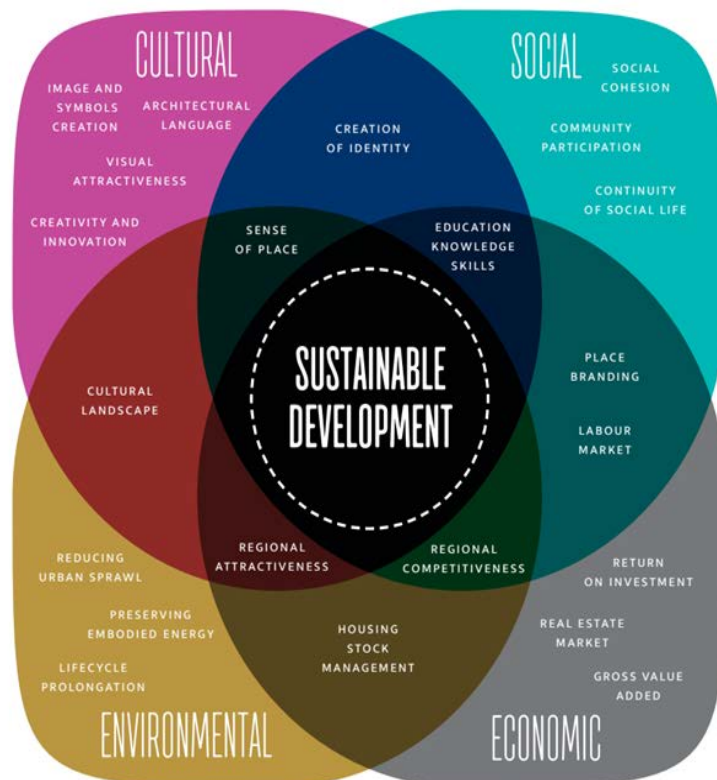 CULTURAL
SOCIAL
IMAGE AND
SYMBOLS
CREATION
ARCHITECTURAL
LANGUAGE
VISUAL
ATTRACTIVENESS
CREATIVITY AND
INNOVATION
CREATION
OF IDENTITY
SOCIAL
COHESION
COMMUNITY
PARTICIPATION
CONTINUITY
OF SOCIAL LIFE
SENSE
OF PLACE
EDUCATION
KNOWLEDGE
SKILLS
SUSTAINABLE
DEVELOPMENT
CULTURAL
LANDSCAPE
PLACE
BRANDING
LABOUR
MARKET
REGIONAL
ATTRACTIVENESS
REGIONAL
COMPETITIVENESS
REDUCING
URBAN SPRAWL
PRESERVING
EMBODIED ENERGY
LIFECYCLE
PROLONGATION
HOUSING
STOCK
MANAGEMENT
RETURN
ON INVESTMENT
REAL ESTATE
MARKET
GROSS VALUE
ADDED
ENVIRONMENTAL
ECONOMIC